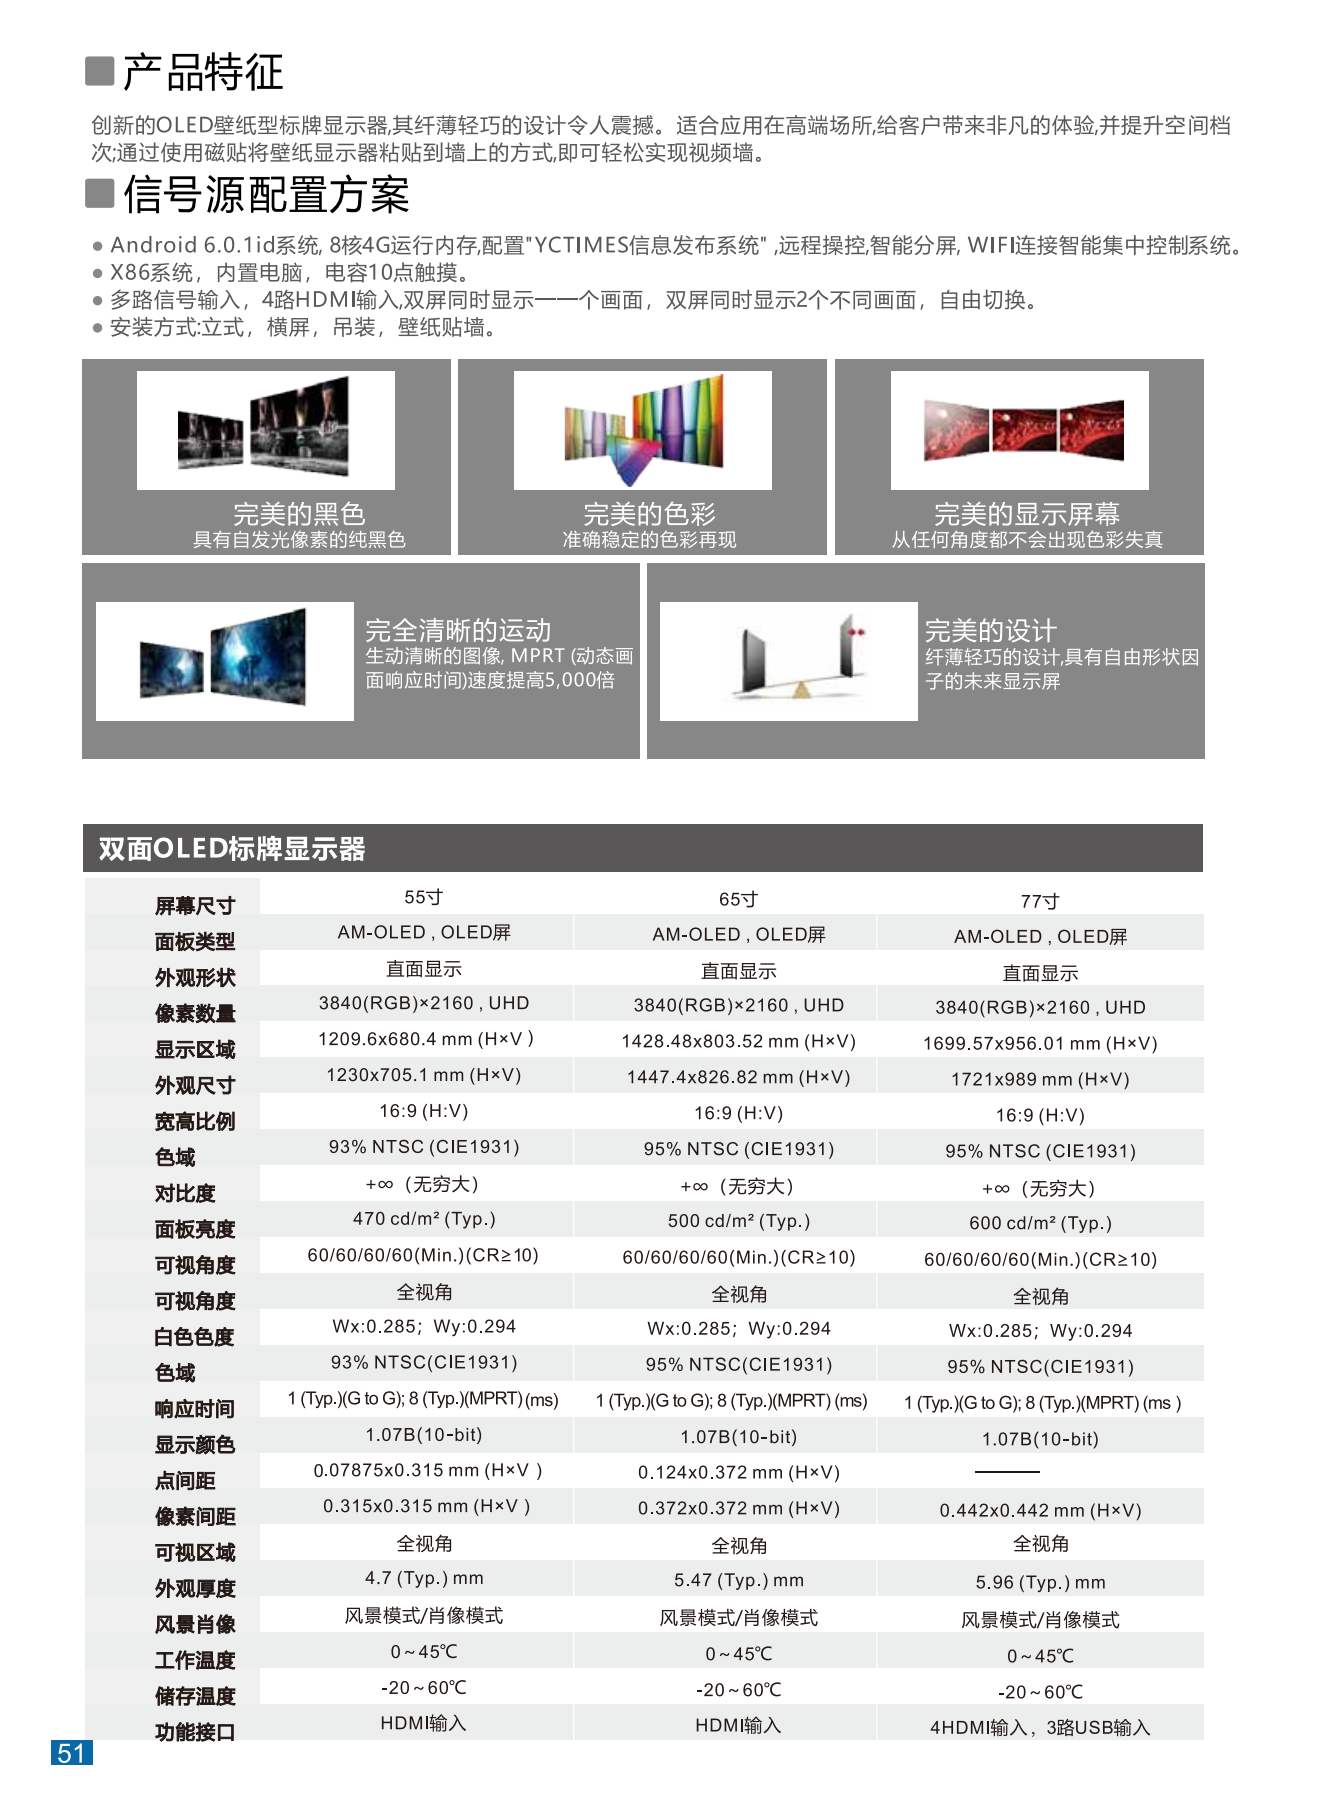 产品特征
创新的OLED壁纸型标牌显示器,其纤薄轻巧的设计令人震撼。适合应用在高端场所,给客户带来非凡的体验,并提升空间档
次;通过使用磁贴将壁纸显示器粘贴到墙上的方式,即可轻松实现视频墙。
信号源配置方案
● Android 6.0.1id系统, 8核4G运行内存,配置"YCTIMES信息发布系统" ,远程操控,智能分屏, WIFI连接智能集中控制系统。
● X86系统，内置电脑，电容10点触摸。
● 多路信号输入，4路HDMI输入,双屏同时显示一一个画面，双屏同时显示2个不同画面，自由切换。
● 安装方式:立式，横屏，吊装，壁纸贴墙。
完美的黑色
具有自发光像素的纯黑色
完美的色彩
准确稳定的色彩再现
完美的显示屏幕
从任何角度都不会出现色彩失真
完全清晰的运动
生动清晰的图像, MPRT (动态画
面响应时间)速度提高5,000倍
完美的设计
纤薄轻巧的设计,具有自由形状因
子的未来显示屏
双面OLED标牌显示器
屏幕尺寸 55寸 65寸 77寸
面板类型 AM-OLED , OLED屏 AM-OLED , OLED屏 AM-OLED , OLED屏
外观形状 直面显示 直面显示 直面显示
像素数量 3840(RGB)×2160 , UHD 3840(RGB)×2160 , UHD 3840(RGB)×2160 , UHD
显示区域 1209.6x680.4 mm (H×V ) 1428.48x803.52 mm (H×V) 1699.57x956.01 mm (H×V)
外观尺寸 1230x705.1 mm (H×V) 1447.4x826.82 mm (H×V) 1721x989 mm (H×V)
宽高比例 16:9 (H:V) 16:9 (H:V) 16:9 (H:V)
色域 93% NTSC (CIE1931) 95% NTSC (CIE1931) 95% NTSC (CIE1931)
对比度 +∞（无穷大） +∞（无穷大） +∞（无穷大）
面板亮度 470 cd/m² (Typ.) 500 cd/m² (Typ.) 600 cd/m² (Typ.)
可视角度 60/60/60/60(Min.)(CR≥10) 60/60/60/60(Min.)(CR≥10) 60/60/60/60(Min.)(CR≥10)
可视角度 全视角 全视角 全视角
白色色度 Wx:0.285；Wy:0.294 Wx:0.285；Wy:0.294 Wx:0.285；Wy:0.294
色域 93% NTSC(CIE1931) 95% NTSC(CIE1931) 95% NTSC(CIE1931)
响应时间 1 (Typ.)(G to G); 8 (Typ.)(MPRT) (ms) 1 (Typ.)(G to G); 8 (Typ.)(MPRT) (ms) 1 (Typ.)(G to G); 8 (Typ.)(MPRT) (ms )
显示颜色 1.07B(10-bit) 1.07B(10-bit) 1.07B(10-bit)
点间距 0.07875x0.315 mm (H×V ) 0.124x0.372 mm (H×V) ———
像素间距 0.315x0.315 mm (H×V ) 0.372x0.372 mm (H×V) 0.442x0.442 mm (H×V)
可视区域 全视角 全视角 全视角
外观厚度 4.7 (Typ.) mm 5.47 (Typ.) mm 5.96 (Typ.) mm
风景肖像 风景模式/肖像模式 风景模式/肖像模式 风景模式/肖像模式
工作温度 0～45℃ 0～45℃ 0～45℃
储存温度 -20～60℃ -20～60℃ -20～60℃
功能接口 HDMI输入 HDMI输入 4HDMI输入，3路USB输入
51